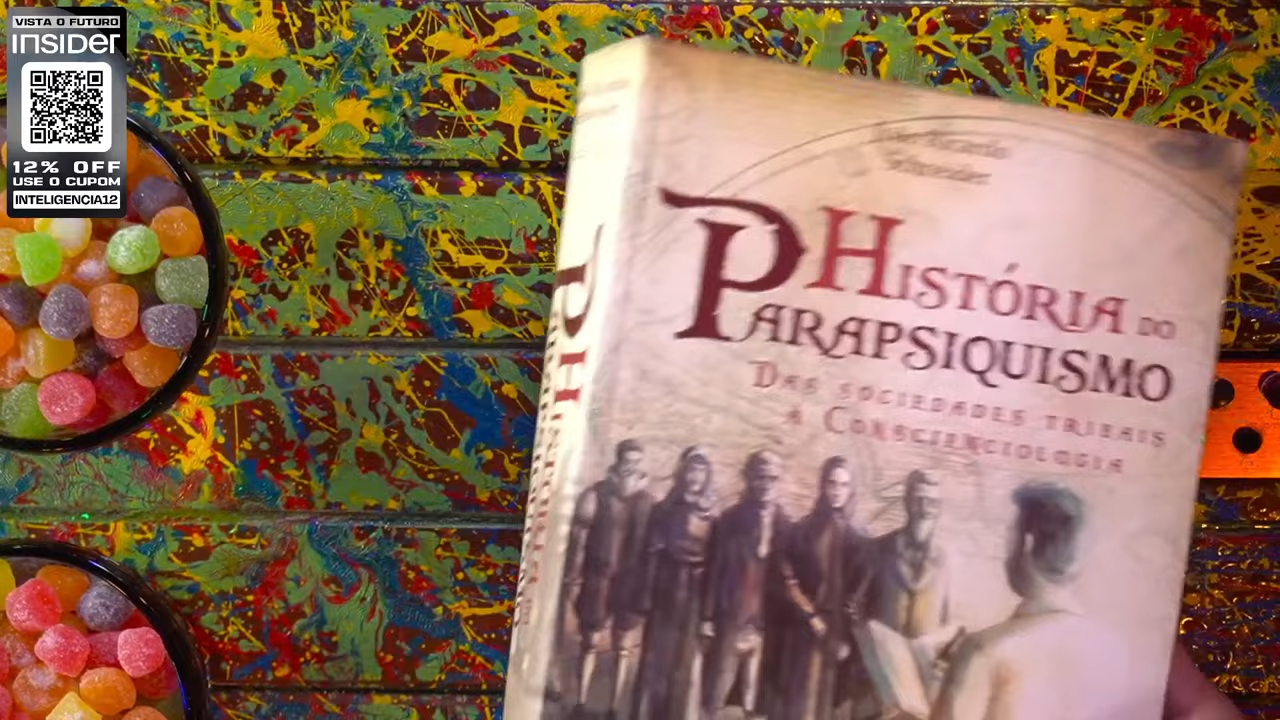 VISTA O FUTURO
INSIDER
12% OFF
USE O CUPOM
INTELIGENCIA12
HISTÓRIA DO
PARAPSIQUISMO
DAS SOCIEDADES TRIBAIS
À CONSCIENCIOLOGIA